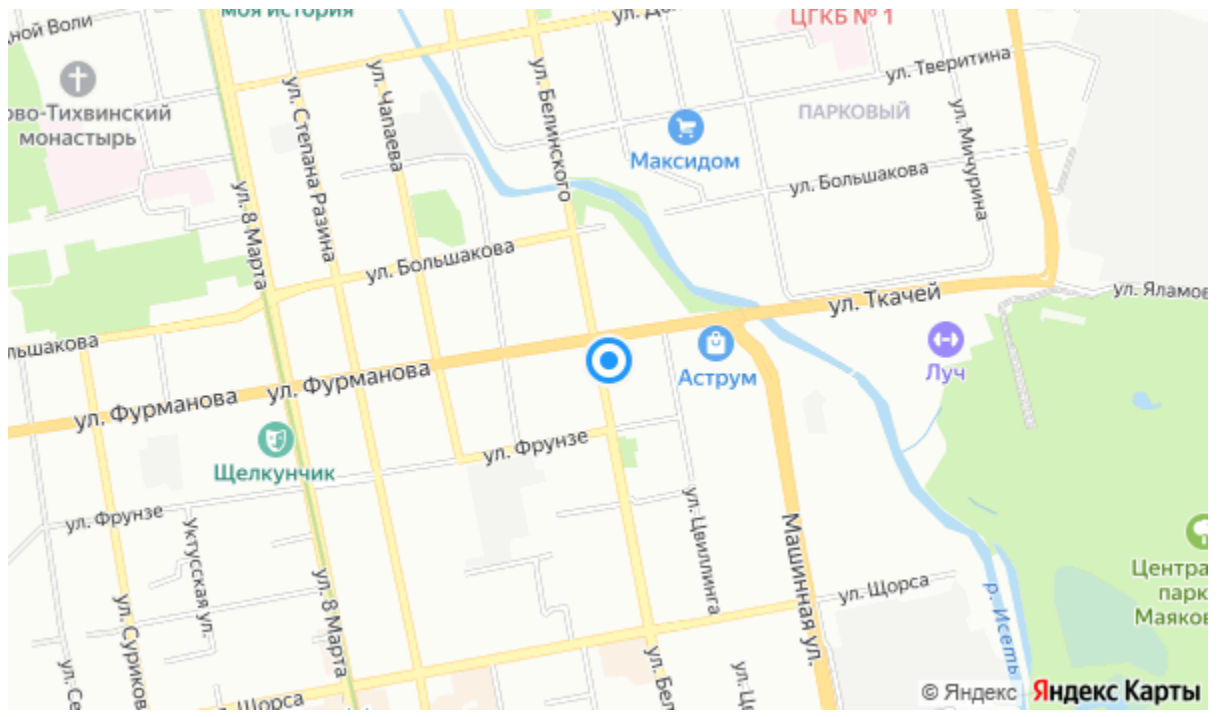 моя история
ул.
ЦГКБ № 1
дной Воли
ул. Тверитина
ово-Тихвинский
монастырь
ул. Степана Разина
ул. Чапаева
ул. Белинского
ПАРКОВЫЙ
Максидом
ул. Мичурина
ул. Большакова
ул. 8 Марта
ул. Большакова
ул. Ткачей
ул. Яламов
льшакова
Аструм
Луч
ул. Фурманова
ул. Фурманова
Щелкунчик
ул. Фрунзе
ул. Фрунзе
Уктусская ул.
ул. Цвиллинга
Машинная ул.
ул. Щорса
р. Исеть
Центра
парк
Маяков
ул. Суриков
ул. 8 Марта
ул. Се
Щорса
ул. Бел
ул. Цв
© Яндекс Яндекс Карты